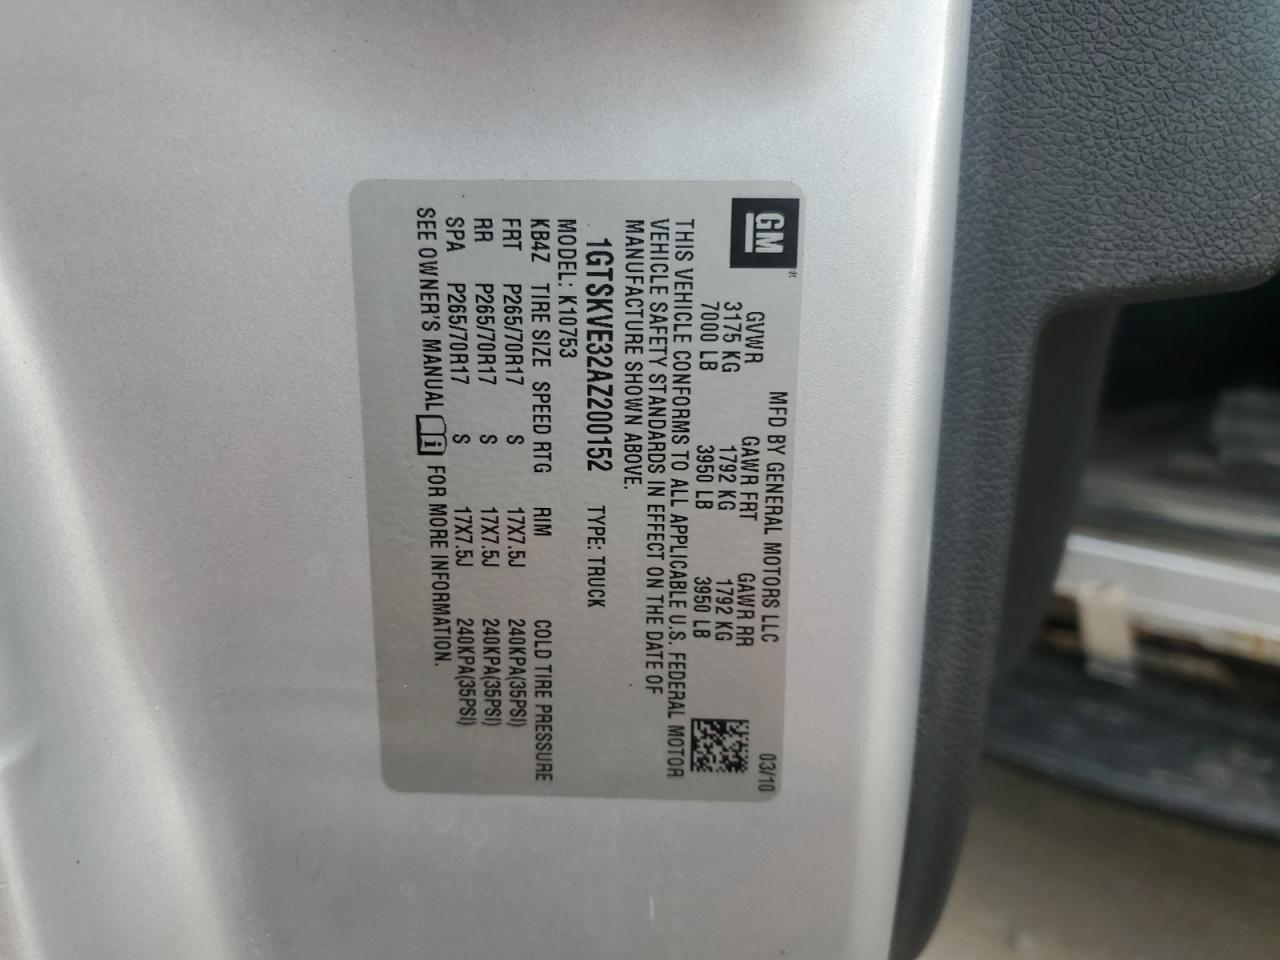 GM®
MFD BY GENERAL MOTORS LLC 03/10
GVWR GAWR FRT GAWR RR
3175 KG 1792 KG 1792 KG
7000 LB 3950 LB 3950 LB
THIS VEHICLE CONFORMS TO ALL APPLICABLE U.S. FEDERAL MOTOR
VEHICLE SAFETY STANDARDS IN EFFECT ON THE DATE OF
MANUFACTURE SHOWN ABOVE.
1GTSKVE32AZ200152 TYPE: TRUCK
MODEL: K10753
KB4Z TIRE SIZE SPEED RTG RIM COLD TIRE PRESSURE
FRT P265/70R17 S 17X7.5J 240KPA(35PSI)
RR P265/70R17 S 17X7.5J 240KPA(35PSI)
SPA P265/70R17 S 17X7.5J 240KPA(35PSI)
SEE OWNER'S MANUAL i FOR MORE INFORMATION.